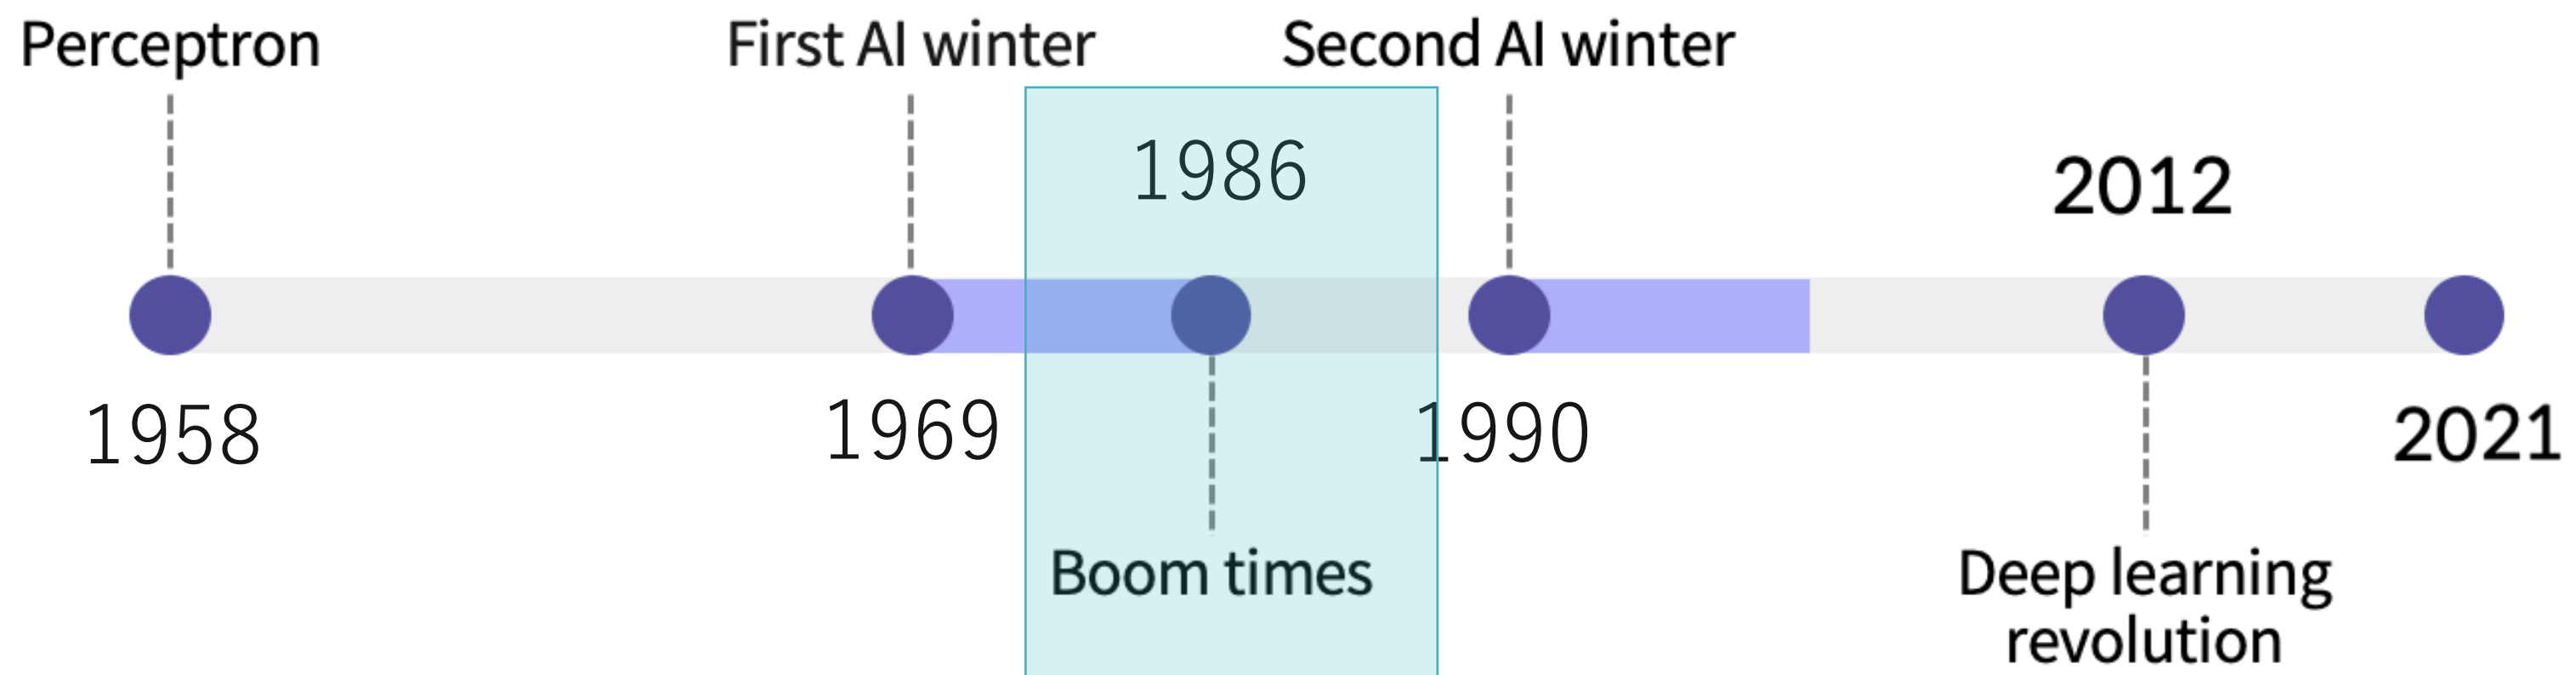 Perceptron
First AI winter
Second AI winter
1986
2012
1958
1969
1990
2021
Boom times
Deep learning
revolution